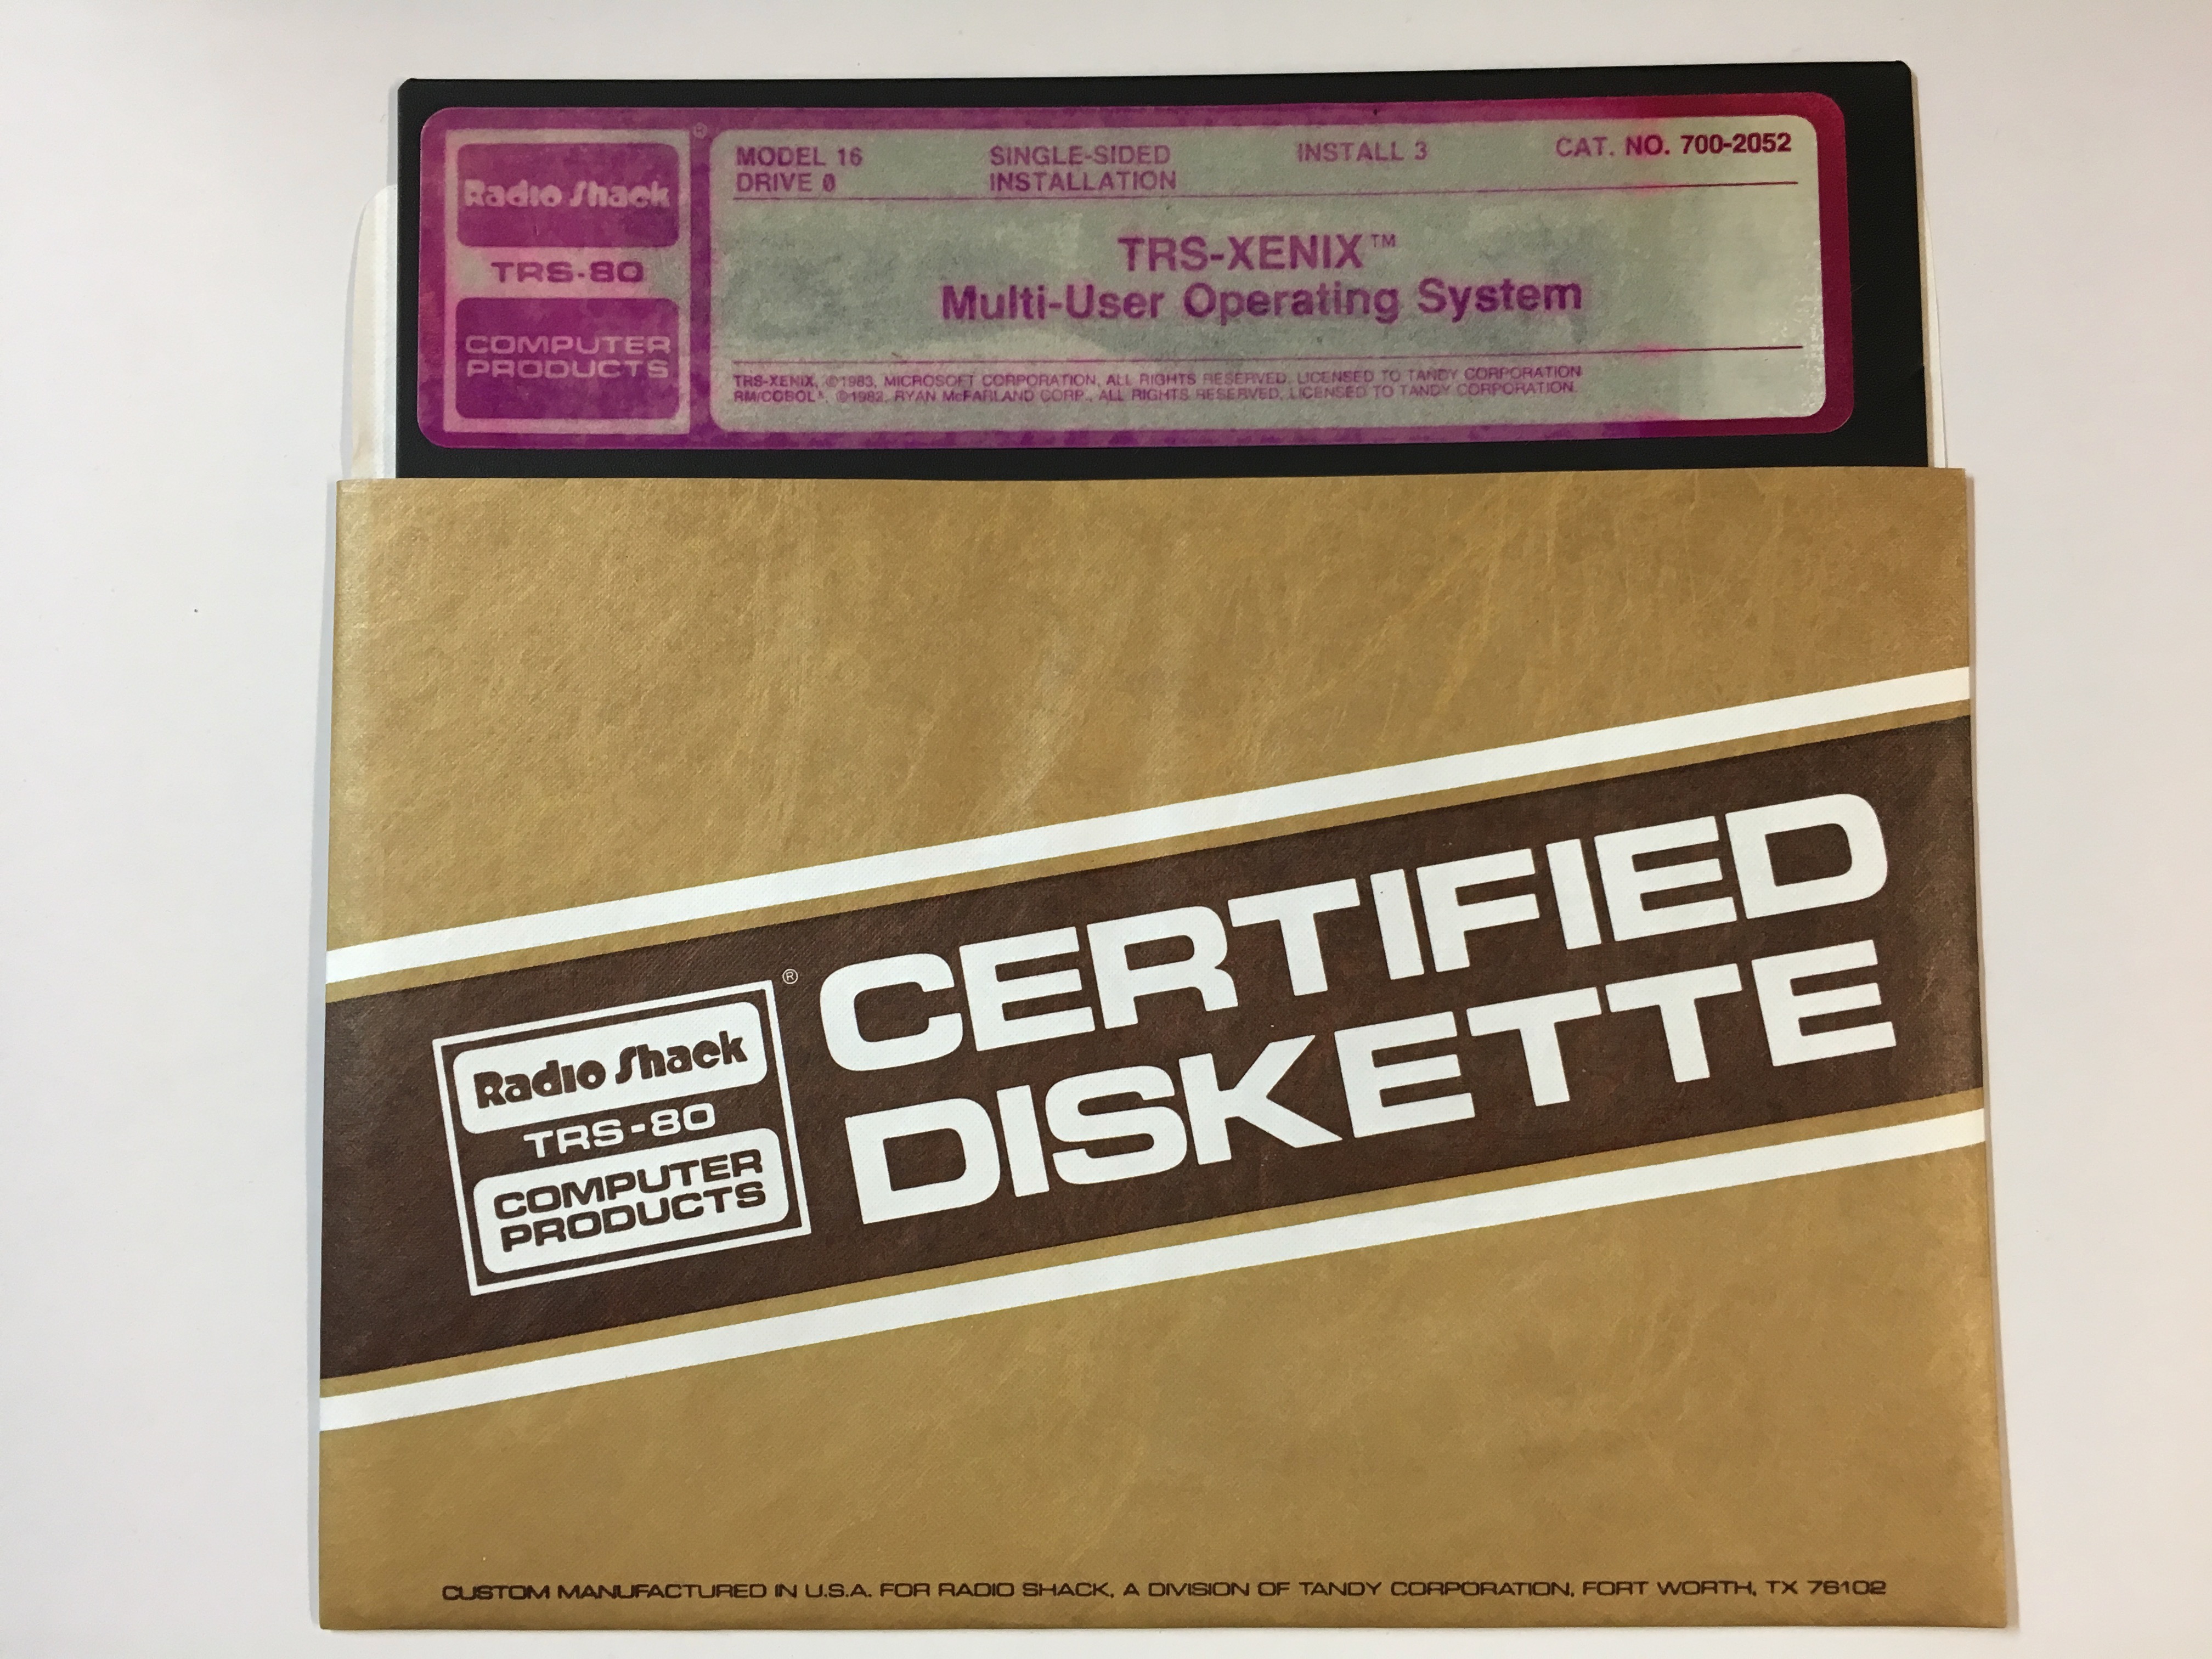 Radio Shack
TRS-80
COMPUTER
PRODUCTS
®
MODEL 16
DRIVE 0
SINGLE-SIDED
INSTALLATION
INSTALL 3
CAT. NO. 700-2052
TRS-XENIX™
Multi-User Operating System
TRS-XENIX, ©1983, MICROSOFT CORPORATION, ALL RIGHTS RESERVED. LICENSED TO TANDY CORPORATION
RM/COBOL ©1982, RYAN McFARLAND CORP., ALL RIGHTS RESERVED, LICENSED TO TANDY CORPORATION.
Radio Shack
TRS-80
COMPUTER
PRODUCTS
®
CERTIFIED
DISKETTE
CUSTOM MANUFACTURED IN U.S.A. FOR RADIO SHACK, A DIVISION OF TANDY CORPORATION, FORT WORTH, TX 76102